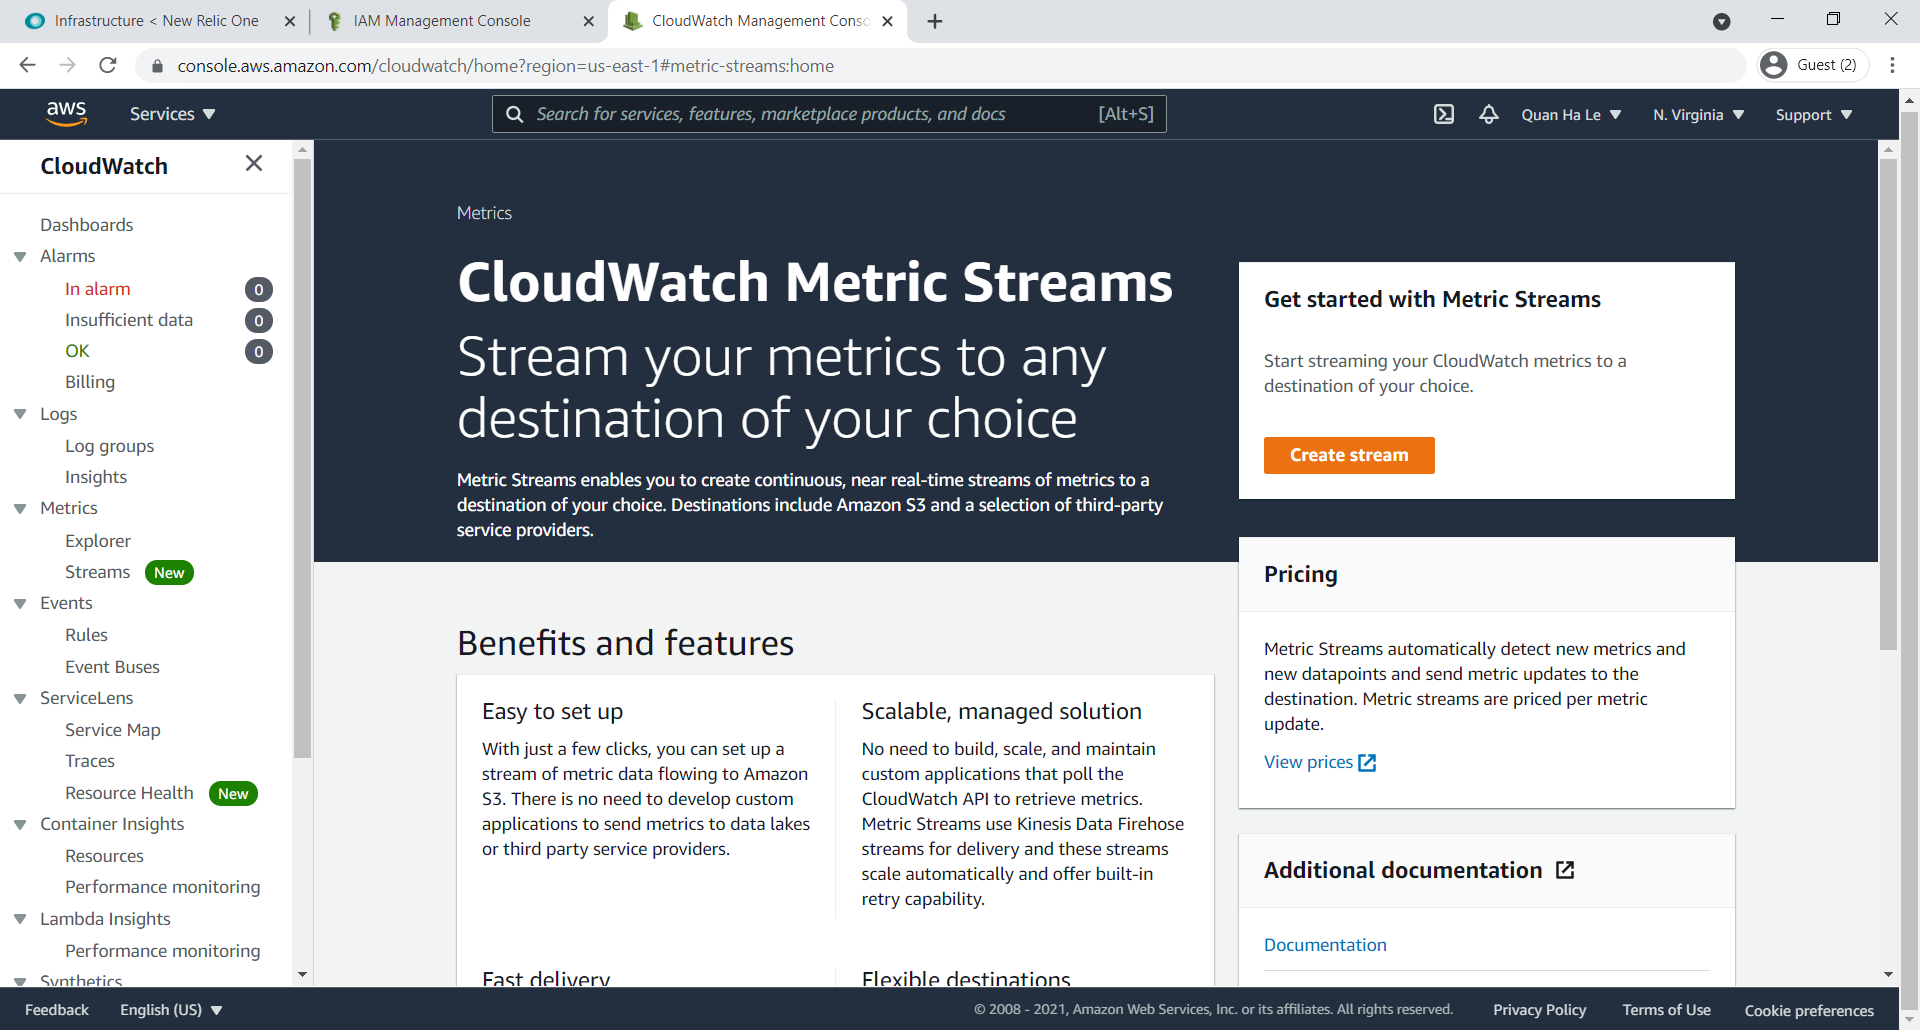 Infrastructure < New Relic One
IAM Management Console
CloudWatch Management Conso
console.aws.amazon.com/cloudwatch/home?region=us-east-1#metric-streams:home
Guest (2)
aws
Services
Search for services, features, marketplace products, and docs
[Alt+S]
Quan Ha Le
N. Virginia
Support
CloudWatch
Dashboards
Alarms
In alarm
0
Insufficient data
0
OK
0
Billing
Logs
Log groups
Insights
Metrics
Explorer
Streams
New
Events
Rules
Event Buses
ServiceLens
Service Map
Traces
Resource Health
New
Container Insights
Resources
Performance monitoring
Lambda Insights
Performance monitoring
Synthetics
Metrics
CloudWatch Metric Streams
Stream your metrics to any
destination of your choice
Metric Streams enables you to create continuous, near real-time streams of metrics to a
destination of your choice. Destinations include Amazon S3 and a selection of third-party
service providers.
Get started with Metric Streams
Start streaming your CloudWatch metrics to a
destination of your choice.
Create stream
Pricing
Metric Streams automatically detect new metrics and
new datapoints and send metric updates to the
destination. Metric streams are priced per metric
update.
View prices
Additional documentation
Documentation
Benefits and features
Easy to set up
With just a few clicks, you can set up a
stream of metric data flowing to Amazon
S3. There is no need to develop custom
applications to send metrics to data lakes
or third party service providers.
Scalable, managed solution
No need to build, scale, and maintain
custom applications that poll the
CloudWatch API to retrieve metrics.
Metric Streams use Kinesis Data Firehose
streams for delivery and these streams
scale automatically and offer built-in
retry capability.
Fast delivery
Flexible destinations
Feedback
English (US)
© 2008 - 2021, Amazon Web Services, Inc. or its affiliates. All rights reserved.
Privacy Policy
Terms of Use
Cookie preferences